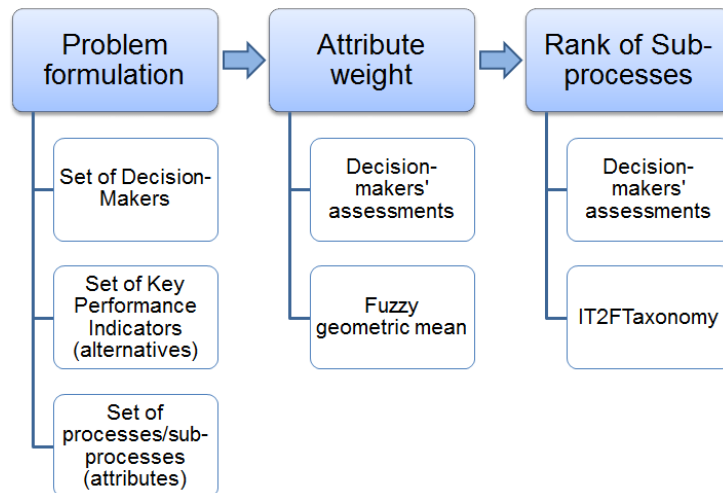 Problem
formulation
Attribute
weight
Rank of Sub-
processes
Set of Decision-
Makers
Set of Key
Performance
Indicators
(alternatives)
Set of
processes/sub-
processes
(attributes)
Decision-
makers'
assessments
Fuzzy
geometric mean
Decision-
makers'
assessments
IT2FTaxonomy